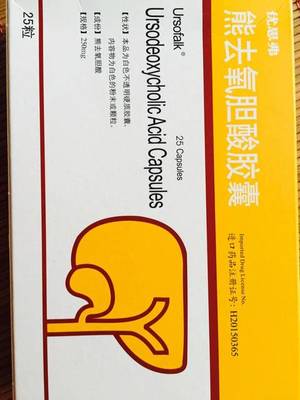 优思弗
熊去氧胆酸胶囊
Imported Drug License No.
进口药品注册证号：H20150365
25 Capsules
Ursofalk®
Ursodeoxycholic Acid Capsules
【性状】本品为白色不透明硬质胶囊，
内容物为白色的粉末或颗粒。
【成份】熊去氧胆酸
【规格】250mg
25粒